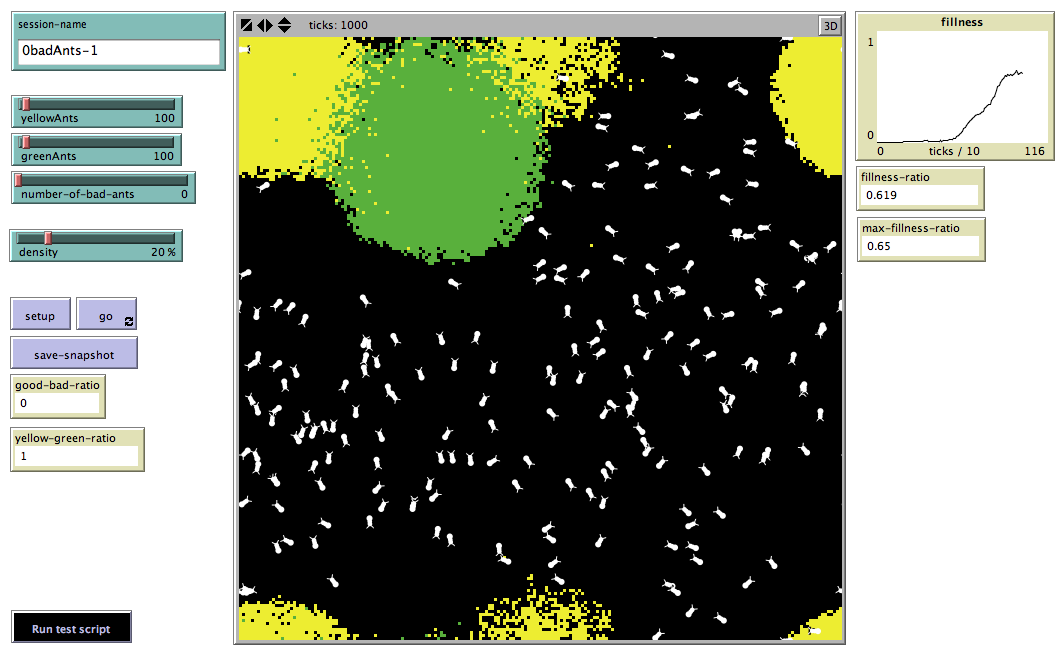 session-name
0badAnts-1
yellowAnts 100
greenAnts 100
number-of-bad-ants 0
density 20 %
setup
go
save-snapshot
good-bad-ratio
0
yellow-green-ratio
1
Run test script
ticks: 1000
3D
fillness
1
0
0 ticks / 10 116
fillness-ratio
0.619
max-fillness-ratio
0.65